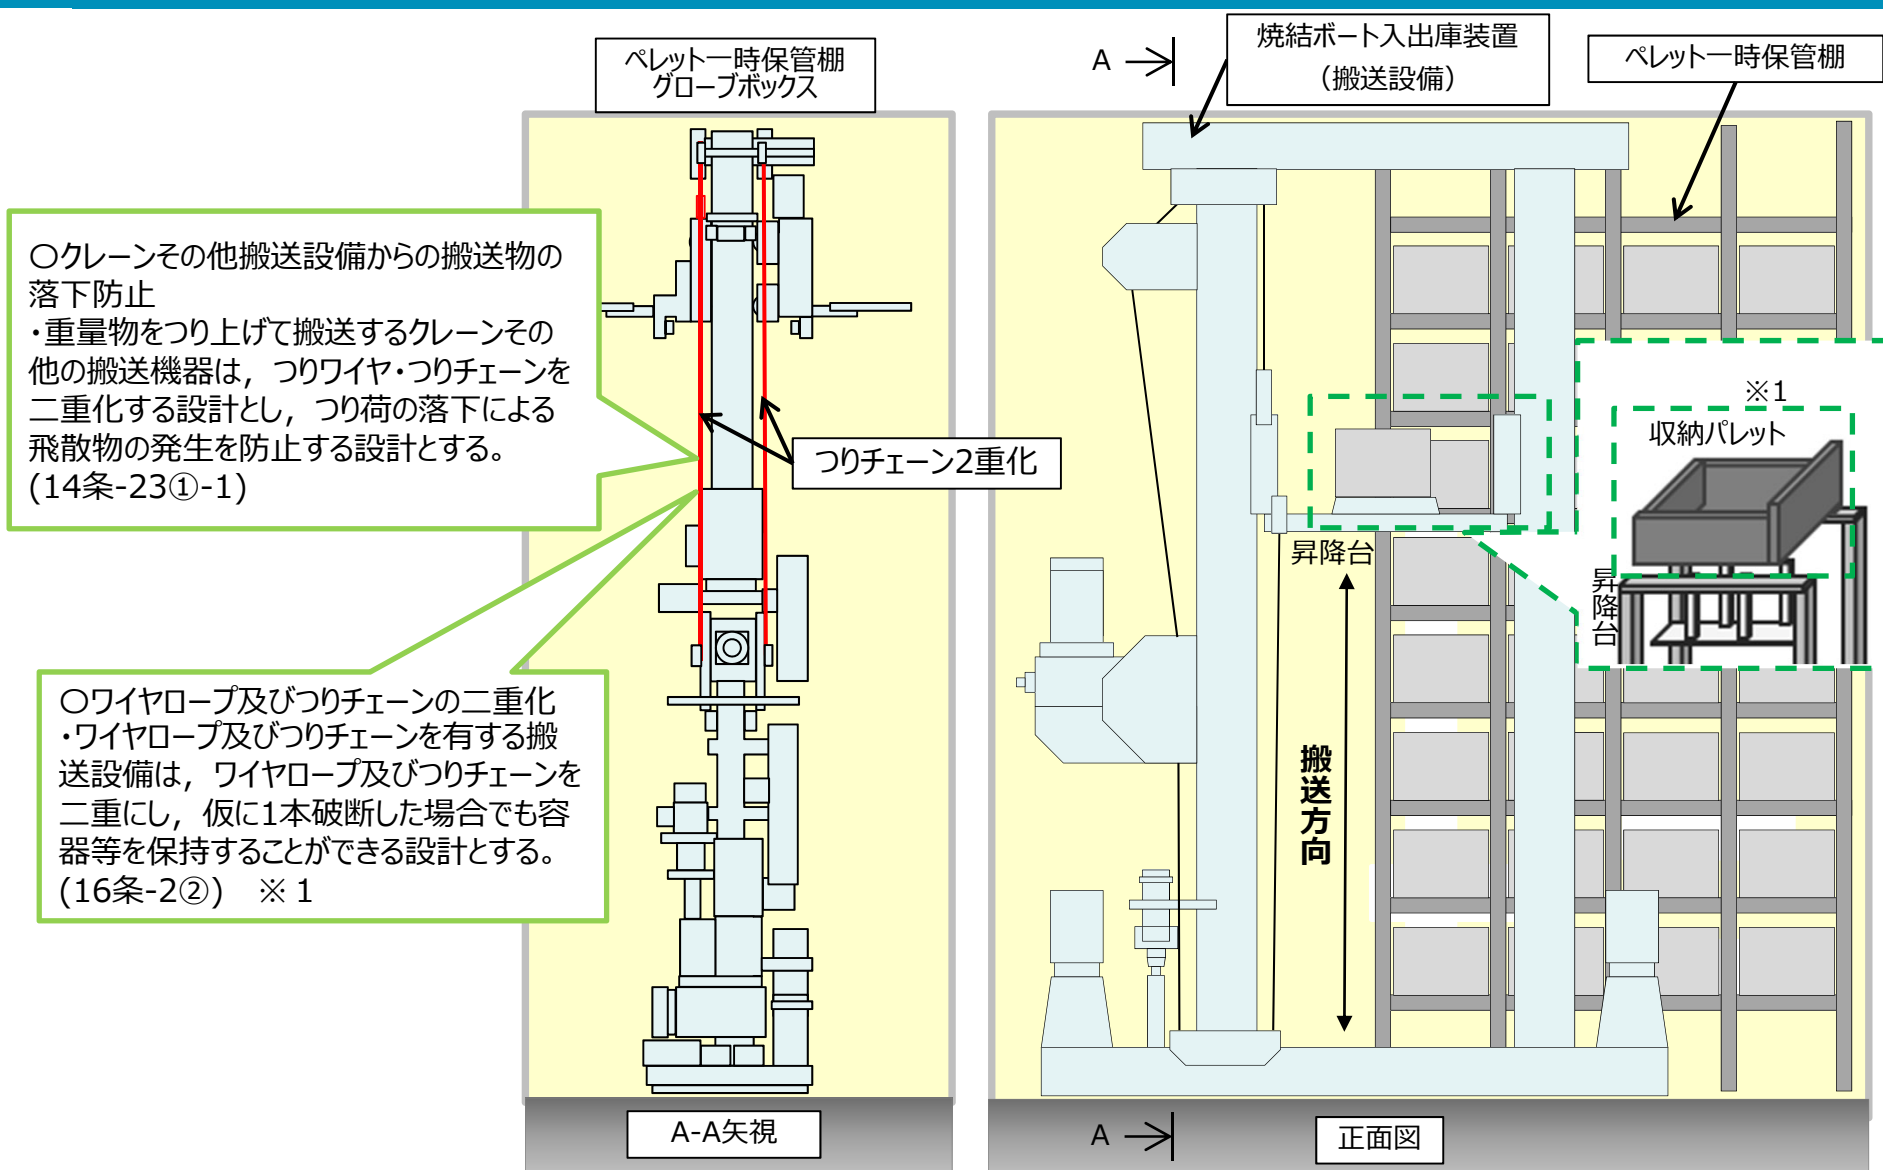 ペレット一時保管棚
グローブボックス
A
焼結ボート入出庫装置
（搬送設備）
ペレット一時保管棚
〇クレーンその他搬送設備からの搬送物の
落下防止
・重量物をつり上げて搬送するクレーンその
他の搬送機器は，つりワイヤ・つりチェーンを
二重化する設計とし，つり荷の落下による
飛散物の発生を防止する設計とする。
(14条-23①-1)
つりチェーン2重化
※1
収納パレット
昇降台
昇降台
〇ワイヤロープ及びつりチェーンの二重化
・ワイヤロープ及びつりチェーンを有する搬
送設備は，ワイヤロープ及びつりチェーンを
二重にし，仮に1本破断した場合でも容
器等を保持することができる設計とする。
(16条-2②)　※１
搬送方向
A-A矢視
A
正面図